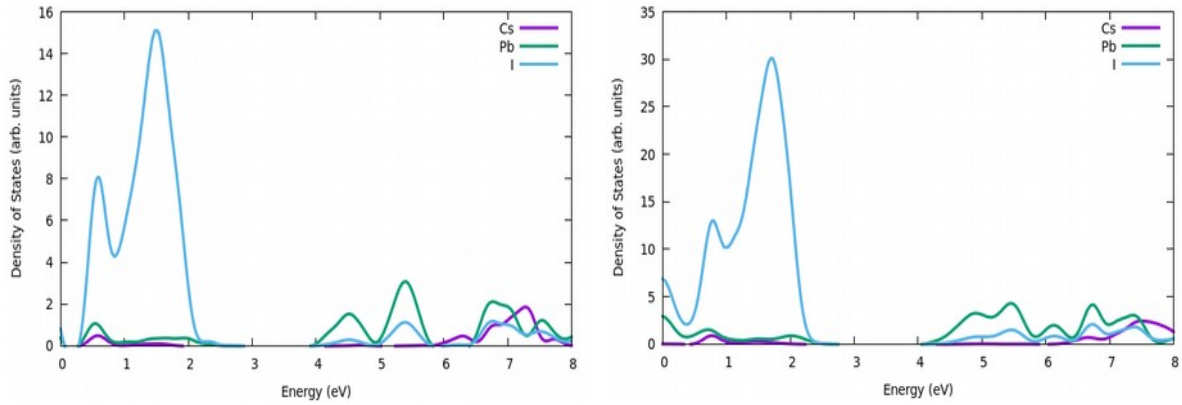 16
14
12
10
8
6
4
2
0
Density of States (arb. units)
Cs
Pb
I
0 1 2 3 4 5 6 7 8
Energy (eV)
35
30
25
20
15
10
5
0
Density of States (arb. units)
Cs
Pb
I
0 1 2 3 4 5 6 7 8
Energy (eV)